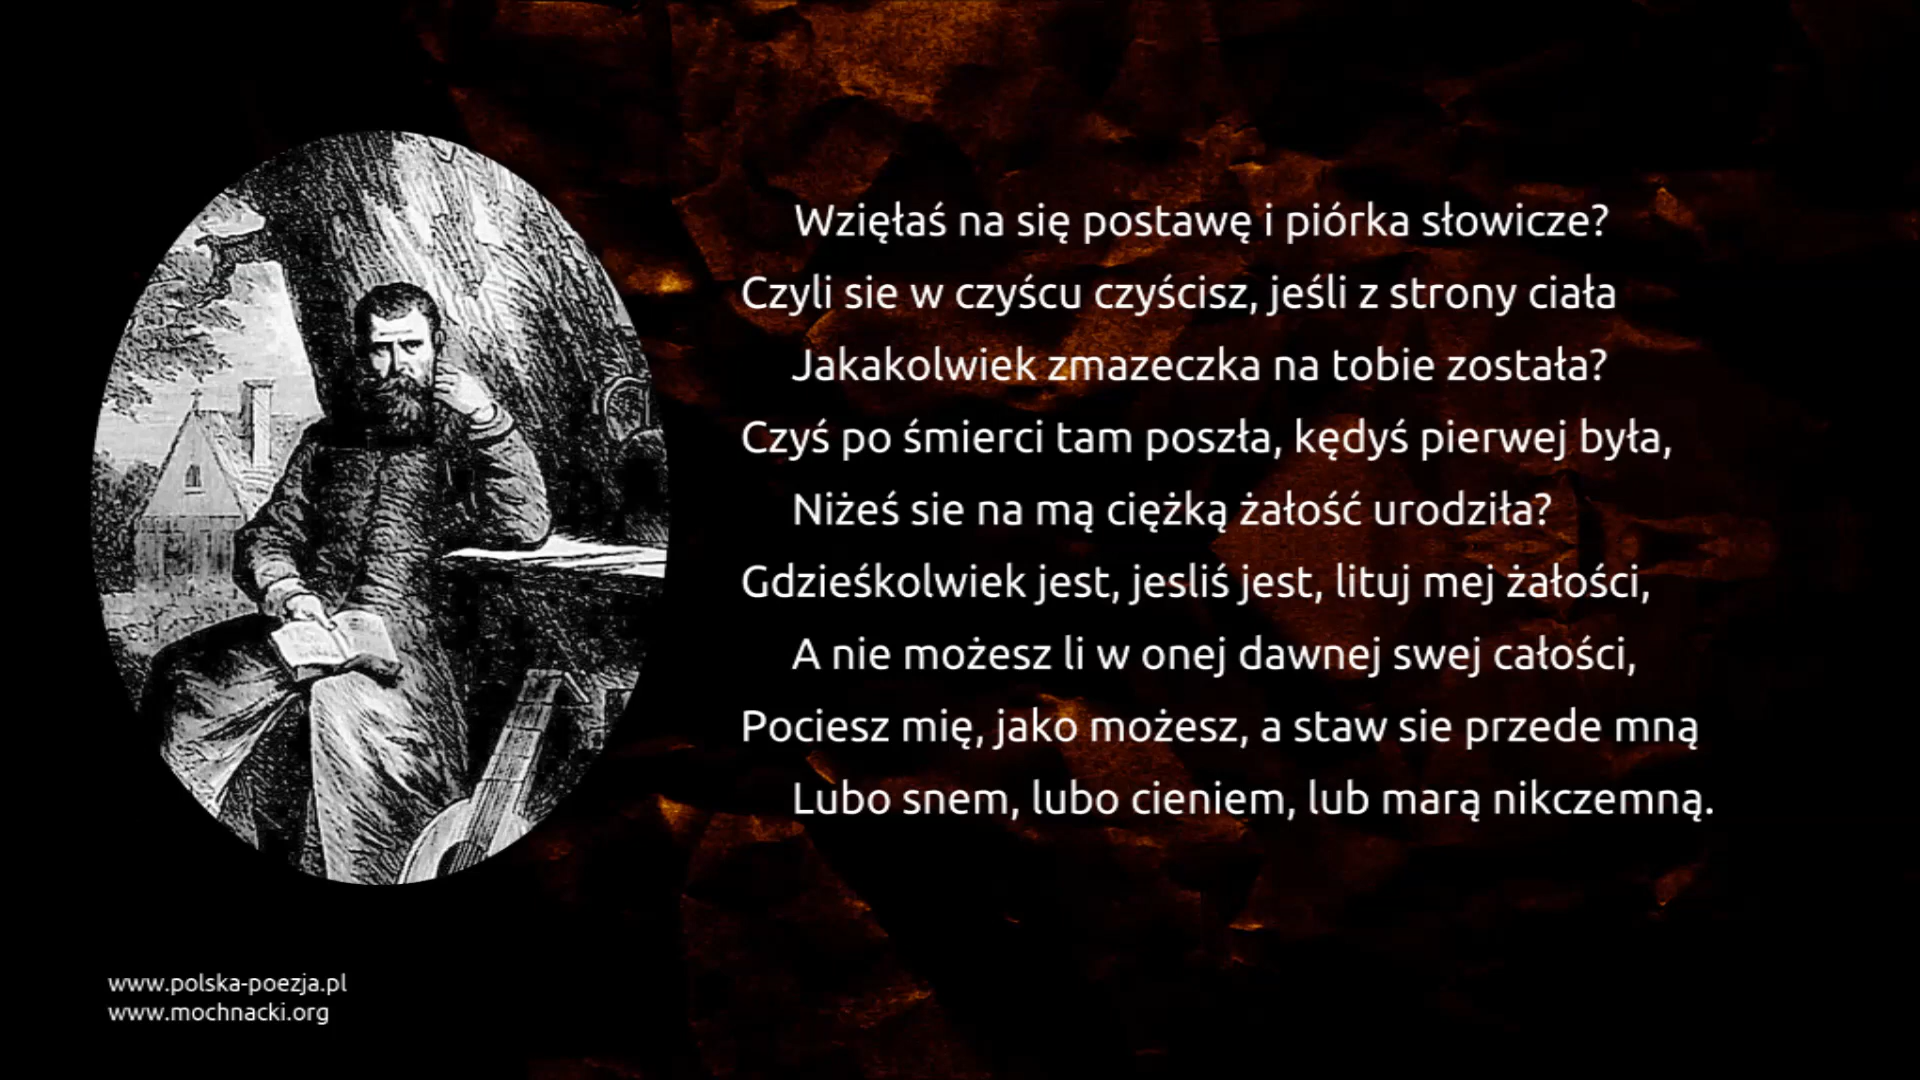 Wzięłaś na się postawę i piórka słowicze?
Czyli sie w czyścu czyścisz, jeśli z strony ciała
Jakakolwiek zmazeczka na tobie została?
Czyś po śmierci tam poszła, kędyś pierwej była,
Niżeś sie na mą ciężką żałość urodziła?
Gdzieśkolwiek jest, jesliś jest, lituj mej żałości,
A nie możesz li w onej dawnej swej całości,
Pociesz mię, jako możesz, a staw sie przede mną
Lubo snem, lubo cieniem, lub marą nikczemną.
www.polska-poezja.pl
www.mochnacki.org